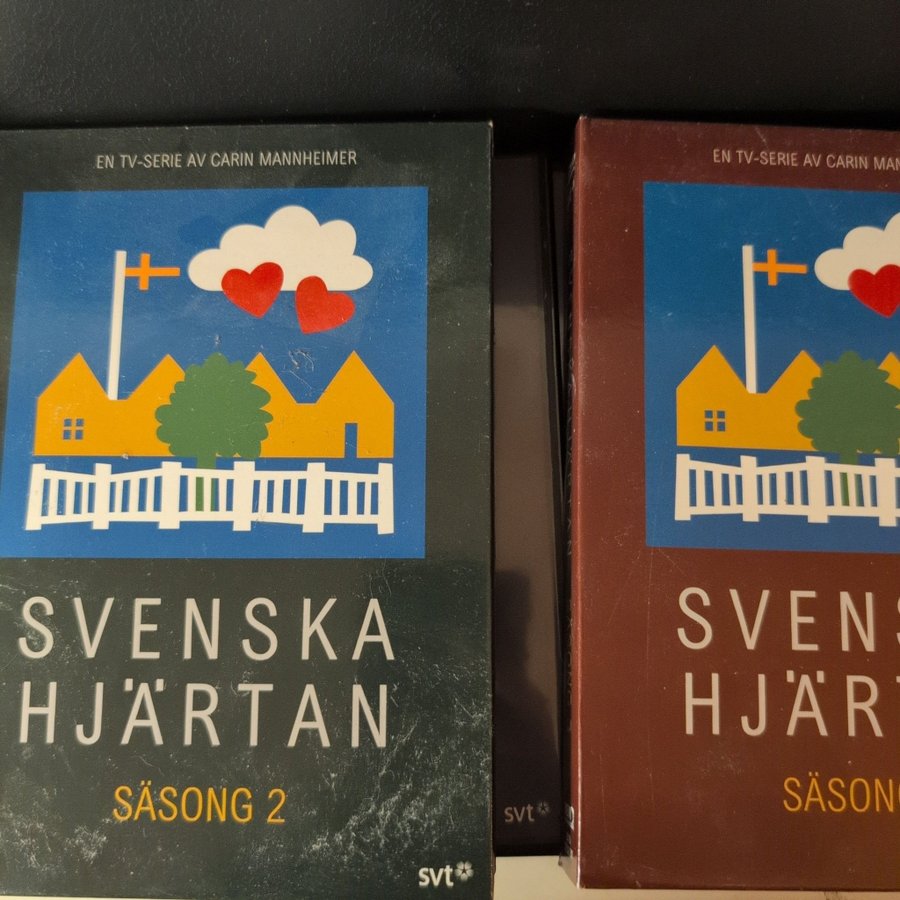 EN TV-SERIE AV CARIN MANNHEIMER
SVENSKA
HJÄRTAN
SÄSONG 2
svt
svt
EN TV-SERIE AV CARIN MAN
SVENS
HJÄRT
SÄSONG